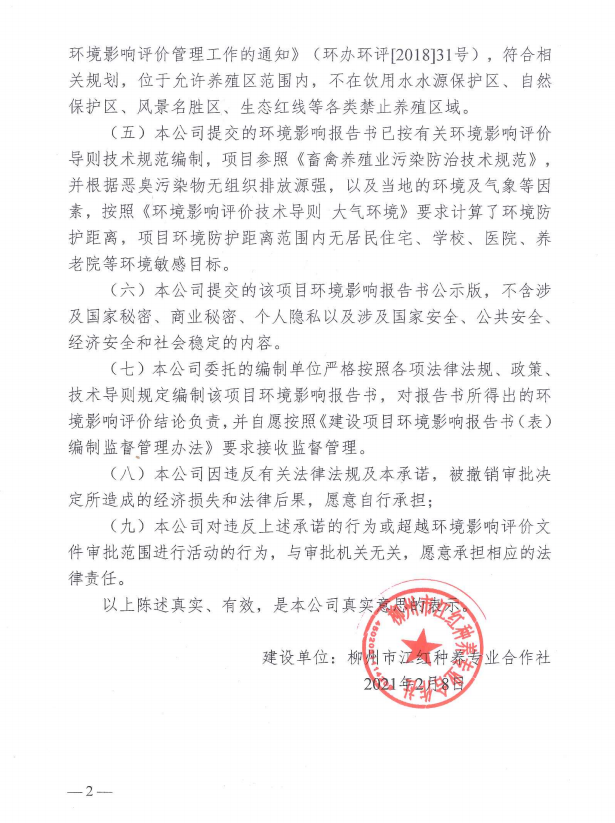 环境影响评价管理工作的通知》（环办环评[2018]31号），符合相
关规划，位于允许养殖区范围内，不在饮用水水源保护区、自然
保护区、风景名胜区、生态红线等各类禁止养殖区域。
（五）本公司提交的环境影响报告书已按有关环境影响评价
导则技术规范编制，项目参照《畜禽养殖业污染防治技术规范》，
并根据恶臭污染物无组织排放源强，以及当地的环境及气象等因
素，按照《环境影响评价技术导则 大气环境》要求计算了环境防
护距离，项目环境防护距离范围内无居民住宅、学校、医院、养
老院等环境敏感目标。
（六）本公司提交的该项目环境影响报告书公示版，不含涉
及国家秘密、商业秘密、个人隐私以及涉及国家安全、公共安全、
经济安全和社会稳定的内容。
（七）本公司委托的编制单位严格按照各项法律法规、政策、
技术导则规定编制该项目环境影响报告书，对报告书所得出的环
境影响评价结论负责，并自愿按照《建设项目环境影响报告书（表）
编制监督管理办法》要求接收监督管理。
（八）本公司因违反有关法律法规及本承诺，被撤销审批决
定所造成的经济损失和法律后果，愿意自行承担；
（九）本公司对违反上述承诺的行为或超越环境影响评价文
件审批范围进行活动的行为，与审批机关无关，愿意承担相应的法
律责任。
以上陈述真实、有效，是本公司真实意思的表示。
建设单位：柳州市江红种养专业合作社
2021年2月8日
柳州市江红种养专业合作社
—2—